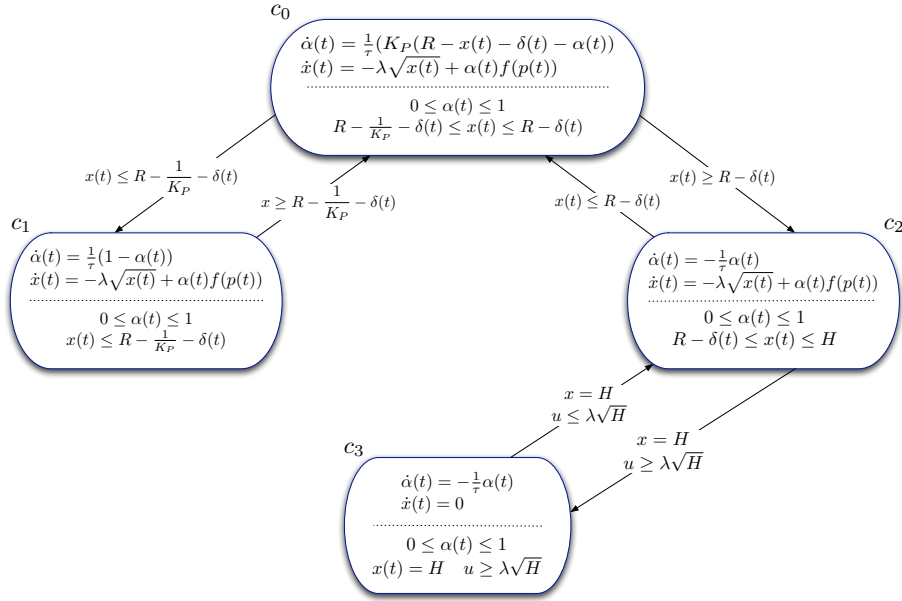 c₀
α̇(t) = 1/τ (K_P(R − x(t) − δ(t) − α(t))
ẋ(t) = −λ√x(t) + α(t)f(p(t))
0 ≤ α(t) ≤ 1
R − 1/K_P − δ(t) ≤ x(t) ≤ R − δ(t)
x(t) ≤ R − 1/K_P − δ(t)
x ≥ R − 1/K_P − δ(t)
x(t) ≤ R − δ(t)
x(t) ≥ R − δ(t)
c₁
α̇(t) = 1/τ (1 − α(t))
ẋ(t) = −λ√x(t) + α(t)f(p(t))
0 ≤ α(t) ≤ 1
x(t) ≤ R − 1/K_P − δ(t)
c₂
α̇(t) = −1/τ α(t)
ẋ(t) = −λ√x(t) + α(t)f(p(t))
0 ≤ α(t) ≤ 1
R − δ(t) ≤ x(t) ≤ H
x = H
u ≤ λ√H
x = H
u ≥ λ√H
c₃
α̇(t) = −1/τ α(t)
ẋ(t) = 0
0 ≤ α(t) ≤ 1
x(t) = H u ≥ λ√H